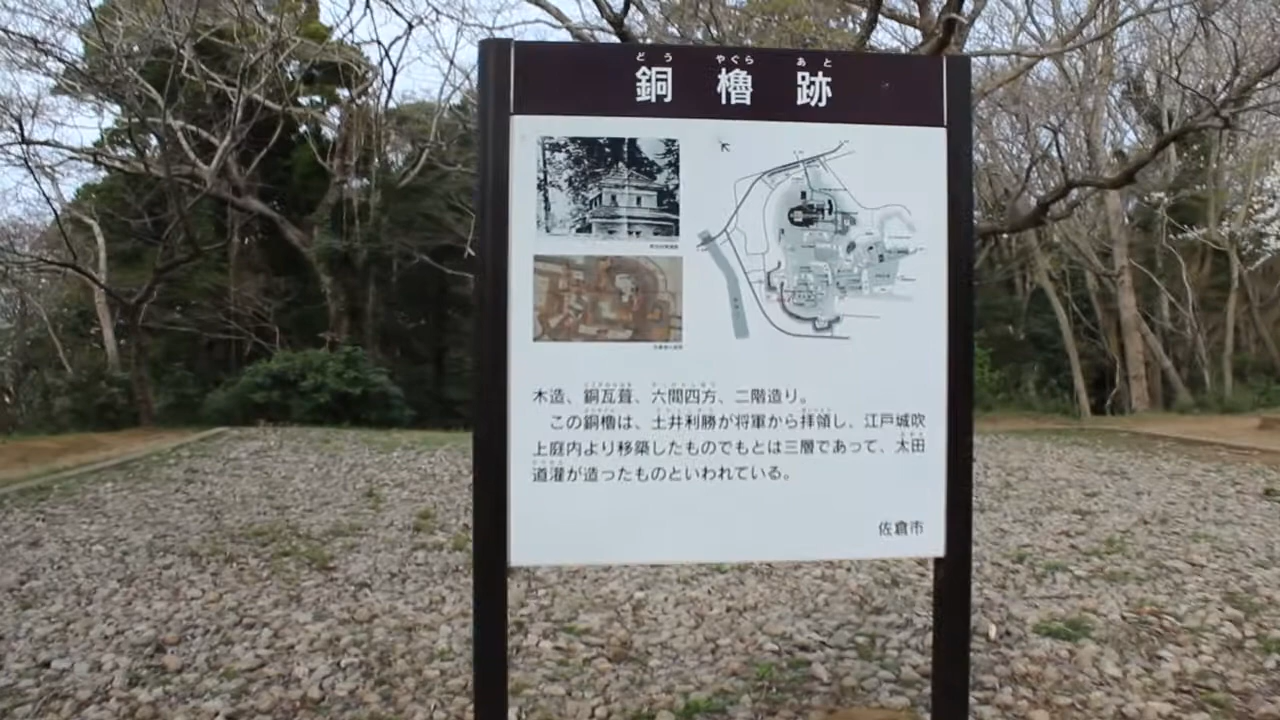 どう やぐら あと
銅櫓跡
木造、銅瓦葺、六間四方、二階造り。
この銅櫓は、土井利勝が将軍から拝領し、江戸城吹
上庭内より移築したものでもとは三層であって、太田
道灌が造ったものといわれている。
佐倉市